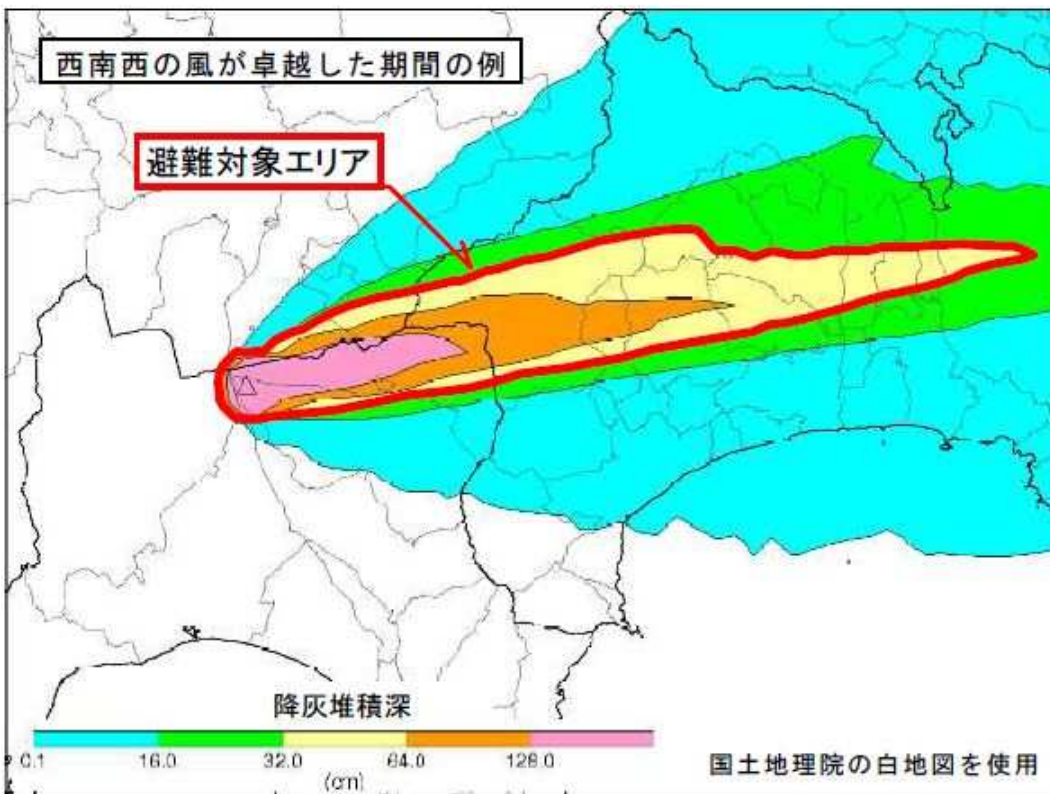 西南西の風が卓越した期間の例
避難対象エリア
降灰堆積深
0.1 16.0 32.0 64.0 128.0
(cm)
国土地理院の白地図を使用